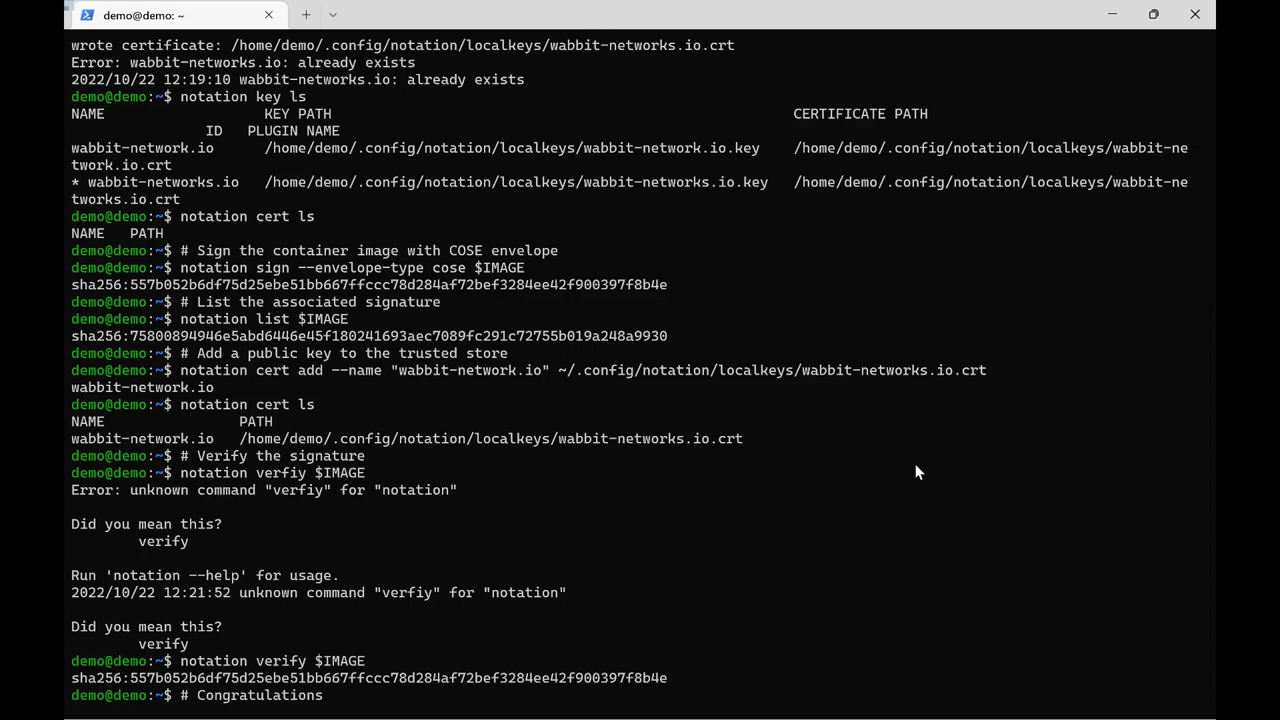 demo@demo: ~
wrote certificate: /home/demo/.config/notation/localkeys/wabbit-networks.io.crt
Error: wabbit-networks.io: already exists
2022/10/22 12:19:10 wabbit-networks.io: already exists
demo@demo:~$ notation key ls
NAME KEY PATH CERTIFICATE PATH
ID PLUGIN NAME
wabbit-network.io /home/demo/.config/notation/localkeys/wabbit-network.io.key /home/demo/.config/notation/localkeys/wabbit-ne
twork.io.crt
* wabbit-networks.io /home/demo/.config/notation/localkeys/wabbit-networks.io.key /home/demo/.config/notation/localkeys/wabbit-ne
tworks.io.crt
demo@demo:~$ notation cert ls
NAME PATH
demo@demo:~$ # Sign the container image with COSE envelope
demo@demo:~$ notation sign --envelope-type cose $IMAGE
sha256:557b052b6df75d25ebe51bb667ffccc78d284af72bef3284ee42f900397f8b4e
demo@demo:~$ # List the associated signature
demo@demo:~$ notation list $IMAGE
sha256:75800894946e5abd6446e45f180241693aec7089fc291c72755b019a248a9930
demo@demo:~$ # Add a public key to the trusted store
demo@demo:~$ notation cert add --name "wabbit-network.io" ~/.config/notation/localkeys/wabbit-networks.io.crt
wabbit-network.io
demo@demo:~$ notation cert ls
NAME PATH
wabbit-network.io /home/demo/.config/notation/localkeys/wabbit-networks.io.crt
demo@demo:~$ # Verify the signature
demo@demo:~$ notation verfiy $IMAGE
Error: unknown command "verfiy" for "notation"
Did you mean this?
verify
Run 'notation --help' for usage.
2022/10/22 12:21:52 unknown command "verfiy" for "notation"
Did you mean this?
verify
demo@demo:~$ notation verify $IMAGE
sha256:557b052b6df75d25ebe51bb667ffccc78d284af72bef3284ee42f900397f8b4e
demo@demo:~$ # Congratulations